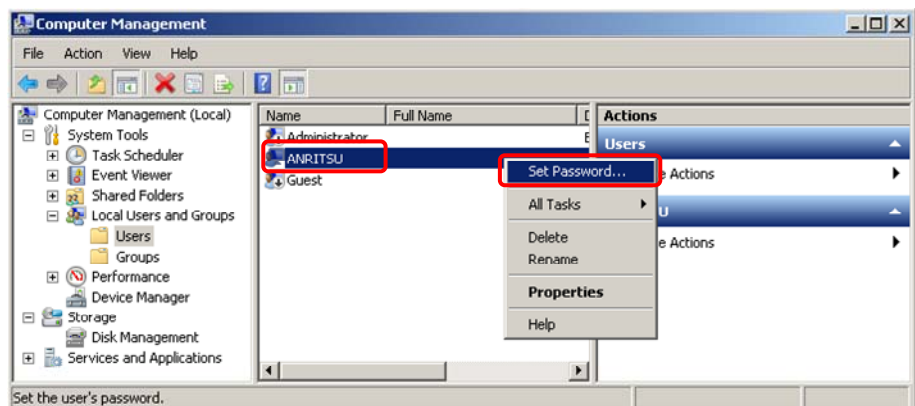 Computer Management
File Action View Help
Computer Management (Local)
System Tools
Task Scheduler
Event Viewer
Shared Folders
Local Users and Groups
Users
Groups
Performance
Device Manager
Storage
Disk Management
Services and Applications
Name Full Name
Administrator
ANRITSU
Guest
Set Password...
All Tasks
Delete
Rename
Properties
Help
Actions
Users
e Actions
U
e Actions
Set the user's password.